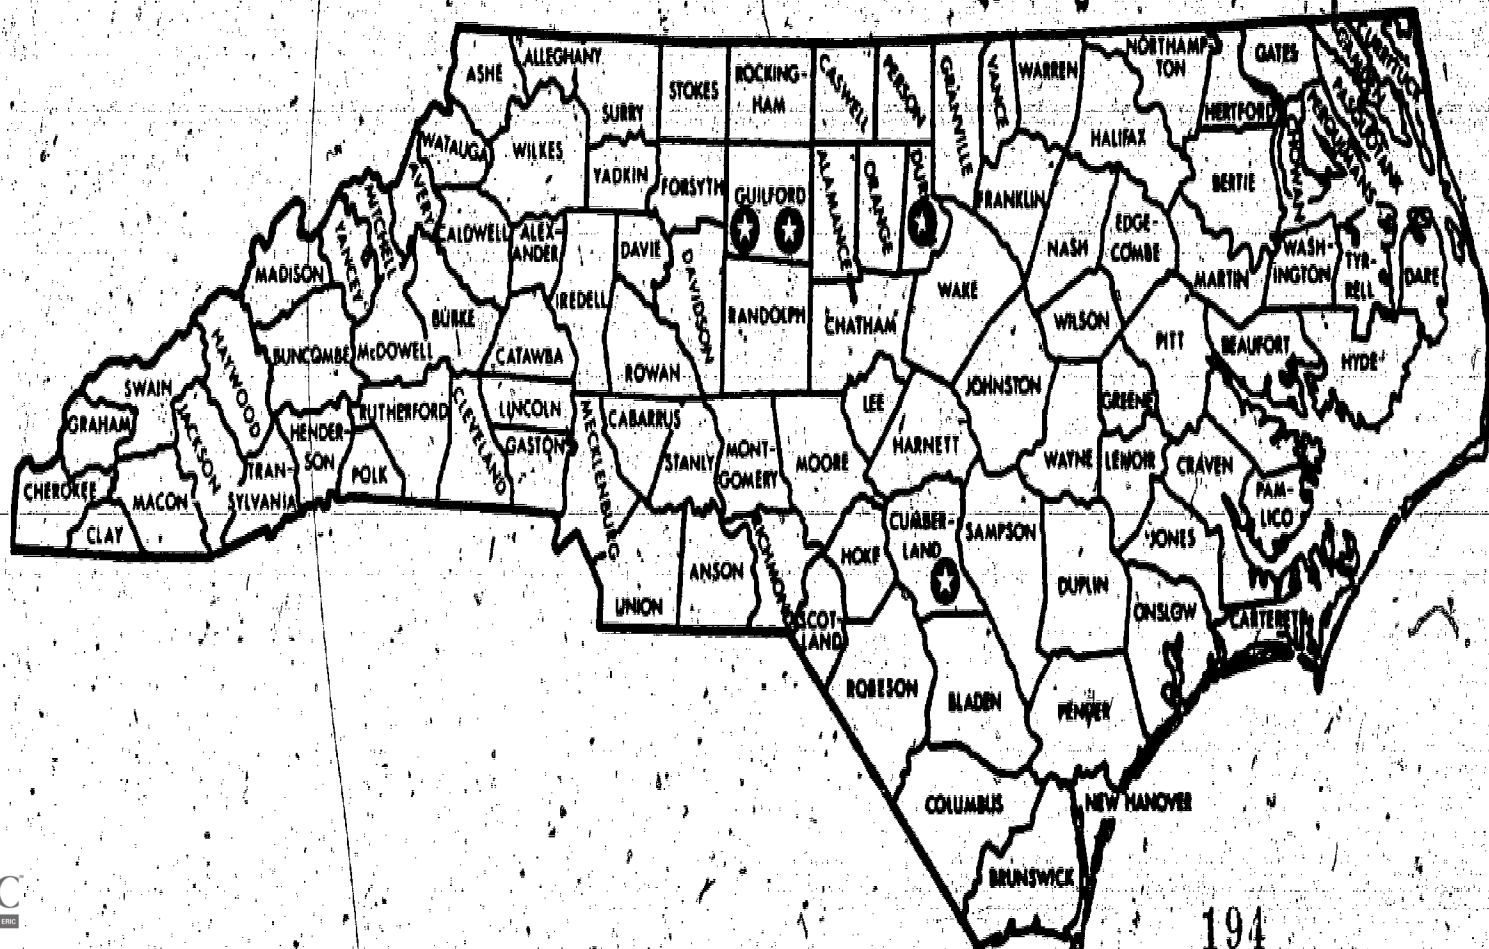 ASHE
ALLEGHANY
SURRY
STOKES
ROCKING-
HAM
CASWELL
PERSON
GRANVILLE
VANCE
WARREN
NORTHAMP-
TON
GATES
HERTFORD
HALIFAX
WATAUGA
WILKES
YADKIN
FORSYTH
GUILFORD
ALAMANCE
ORANGE
FRANKLIN
BERTIE
CHOWAN
AVERY
MITCHELL
YANCEY
CALDWELL
ALEX-
ANDER
DAVIE
DAVIDSON
NASH
EDGE-
COMBE
MARTIN
WASH-
INGTON
TYR-
RELL
DARE
MADISON
IREDELL
RANDOLPH
CHATHAM
WAKE
WILSON
PITT
BEAUFORT
HYDE
BURKE
BUNCOMBE
McDOWELL
CATAWBA
ROWAN
HAYWOOD
SWAIN
GRAHAM
JACKSON
HENDER-
SON
RUTHERFORD
CLEVELAND
LINCOLN
GASTON
MECKLENBURG
CABARRUS
STANLY
MONT-
GOMERY
MOORE
LEE
HARNETT
JOHNSTON
GREENE
WAYNE
LENOIR
CRAVEN
PAM-
LICO
CHEROKEE
CLAY
MACON
TRAN-
SYLVANIA
POLK
UNION
ANSON
SCOT-
LAND
HOKE
CUMBER-
LAND
SAMPSON
DUPLIN
JONES
ONSLOW
CARTERET
ROBESON
BLADEN
PENDER
COLUMBUS
NEW HANOVER
BRUNSWICK
ERIC
194